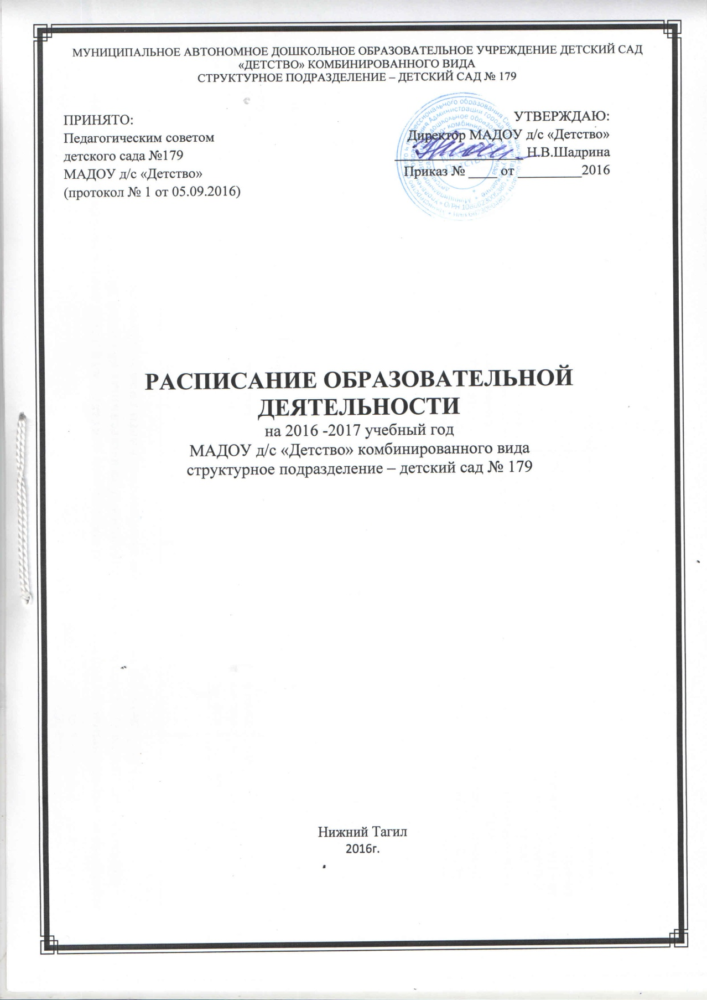 МУНИЦИПАЛЬНОЕ АВТОНОМНОЕ ДОШКОЛЬНОЕ ОБРАЗОВАТЕЛЬНОЕ УЧРЕЖДЕНИЕ ДЕТСКИЙ САД
«ДЕТСТВО» КОМБИНИРОВАННОГО ВИДА
СТРУКТУРНОЕ ПОДРАЗДЕЛЕНИЕ – ДЕТСКИЙ САД № 179
ПРИНЯТО:
Педагогическим советом
детского сада №179
МАДОУ д/с «Детство»
(протокол № 1 от 05.09.2016)
УТВЕРЖДАЮ:
Директор МАДОУ д/с «Детство»
__________________Н.В.Шадрина
Приказ № ____ от _________2016
РАСПИСАНИЕ ОБРАЗОВАТЕЛЬНОЙ
ДЕЯТЕЛЬНОСТИ
на 2016 -2017 учебный год
МАДОУ д/с «Детство» комбинированного вида
структурное подразделение – детский сад № 179
Нижний Тагил
2016г.